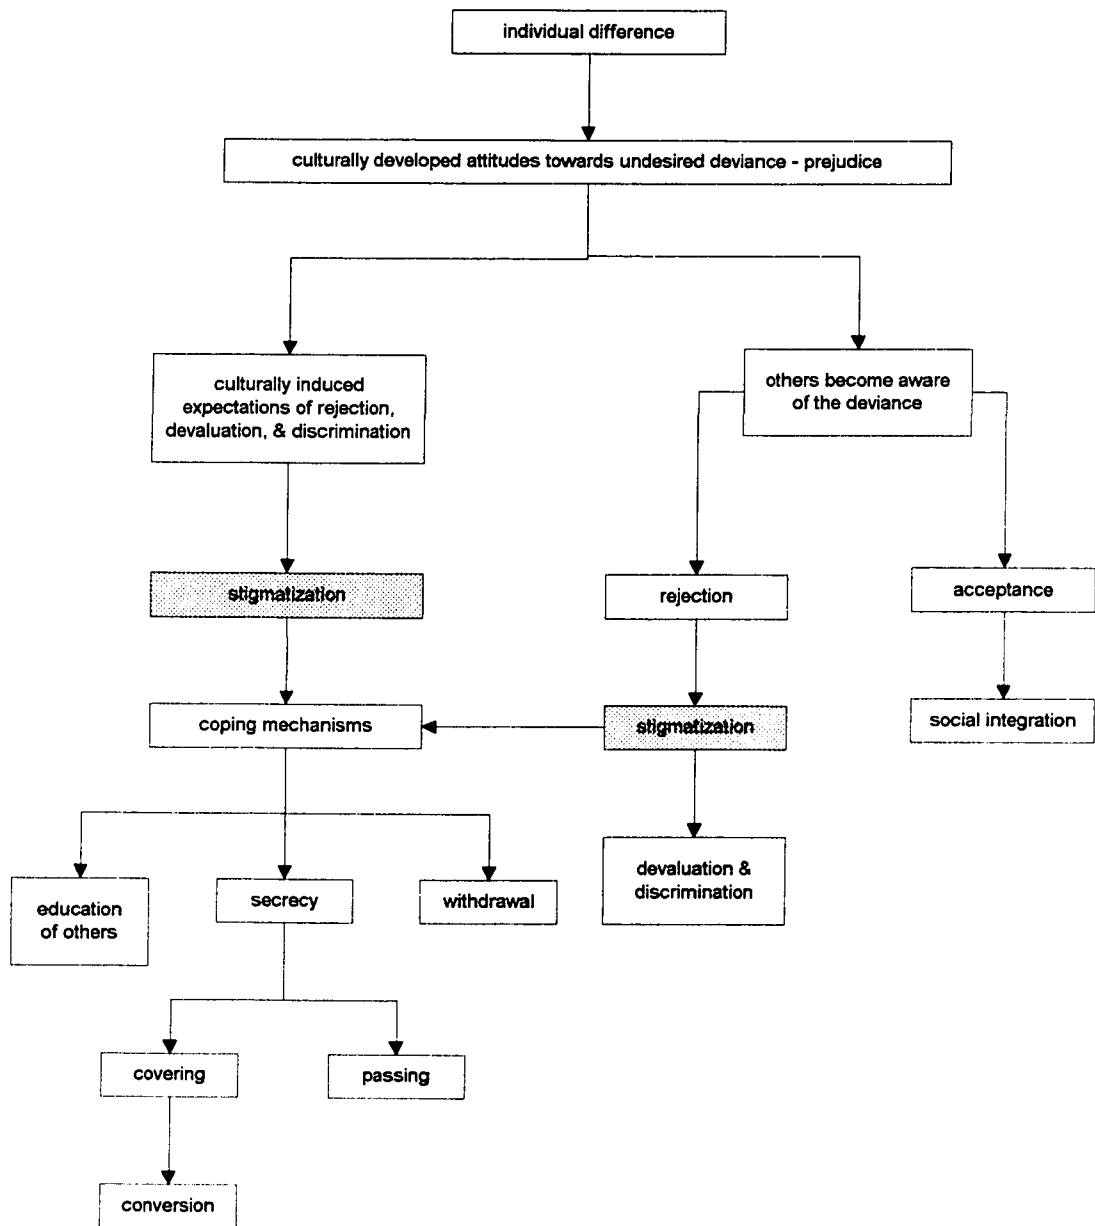 individual difference
culturally developed attitudes towards undesired deviance - prejudice
culturally induced
expectations of rejection,
devaluation, & discrimination
others become aware
of the deviance
stigmatization
rejection
acceptance
coping mechanisms
stigmatization
social integration
education
of others
secrecy
withdrawal
devaluation &
discrimination
covering
passing
conversion